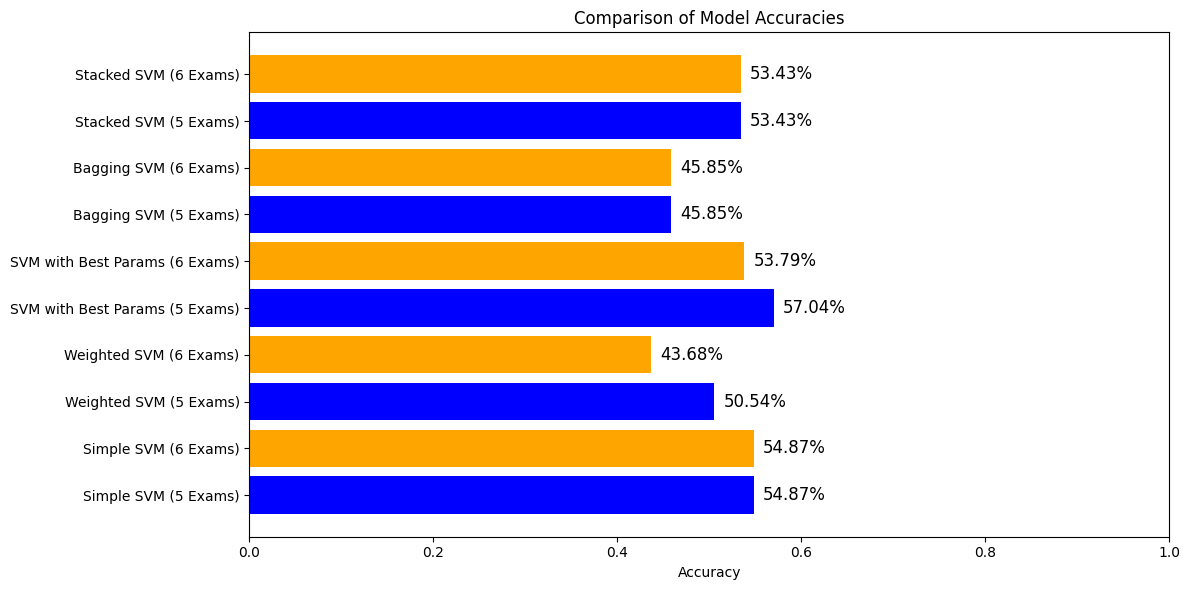 Comparison of Model Accuracies
Stacked SVM (6 Exams) 53.43%
Stacked SVM (5 Exams) 53.43%
Bagging SVM (6 Exams) 45.85%
Bagging SVM (5 Exams) 45.85%
SVM with Best Params (6 Exams) 53.79%
SVM with Best Params (5 Exams) 57.04%
Weighted SVM (6 Exams) 43.68%
Weighted SVM (5 Exams) 50.54%
Simple SVM (6 Exams) 54.87%
Simple SVM (5 Exams) 54.87%
0.0 0.2 0.4 0.6 0.8 1.0
Accuracy